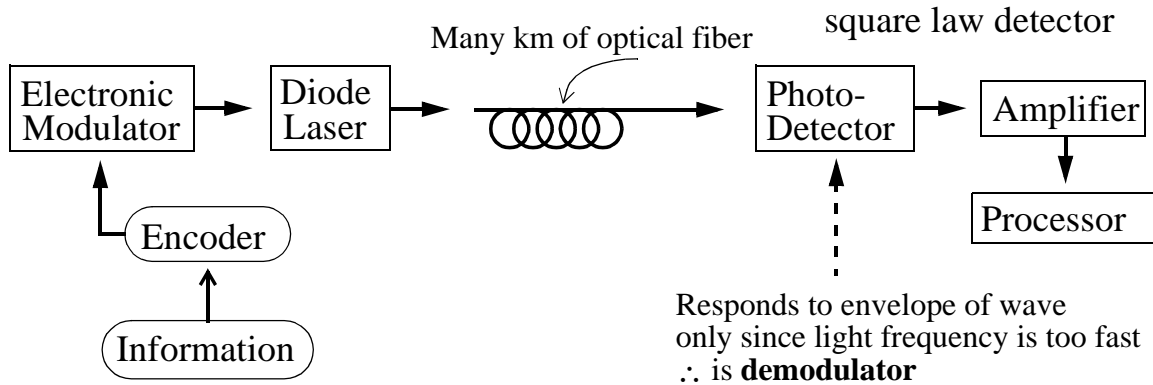 square law detector
Many km of optical fiber
Electronic
Modulator
Diode
Laser
Photo-
Detector
Amplifier
Processor
Encoder
Information
Responds to envelope of wave
only since light frequency is too fast
∴ is demodulator